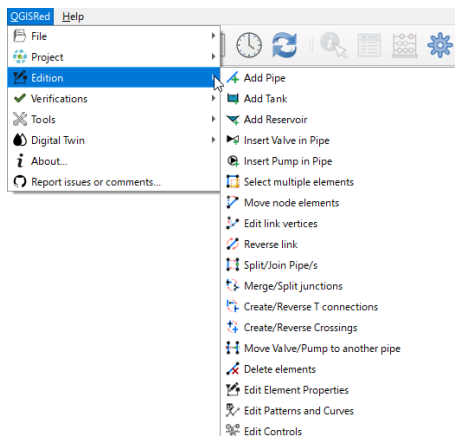 QGISRed Help
File
Project
Edition
Verifications
Tools
Digital Twin
About...
Report issues or comments...
Add Pipe
Add Tank
Add Reservoir
Insert Valve in Pipe
Insert Pump in Pipe
Select multiple elements
Move node elements
Edit link vertices
Reverse link
Split/Join Pipe/s
Merge/Split junctions
Create/Reverse T connections
Create/Reverse Crossings
Move Valve/Pump to another pipe
Delete elements
Edit Element Properties
Edit Patterns and Curves
Edit Controls